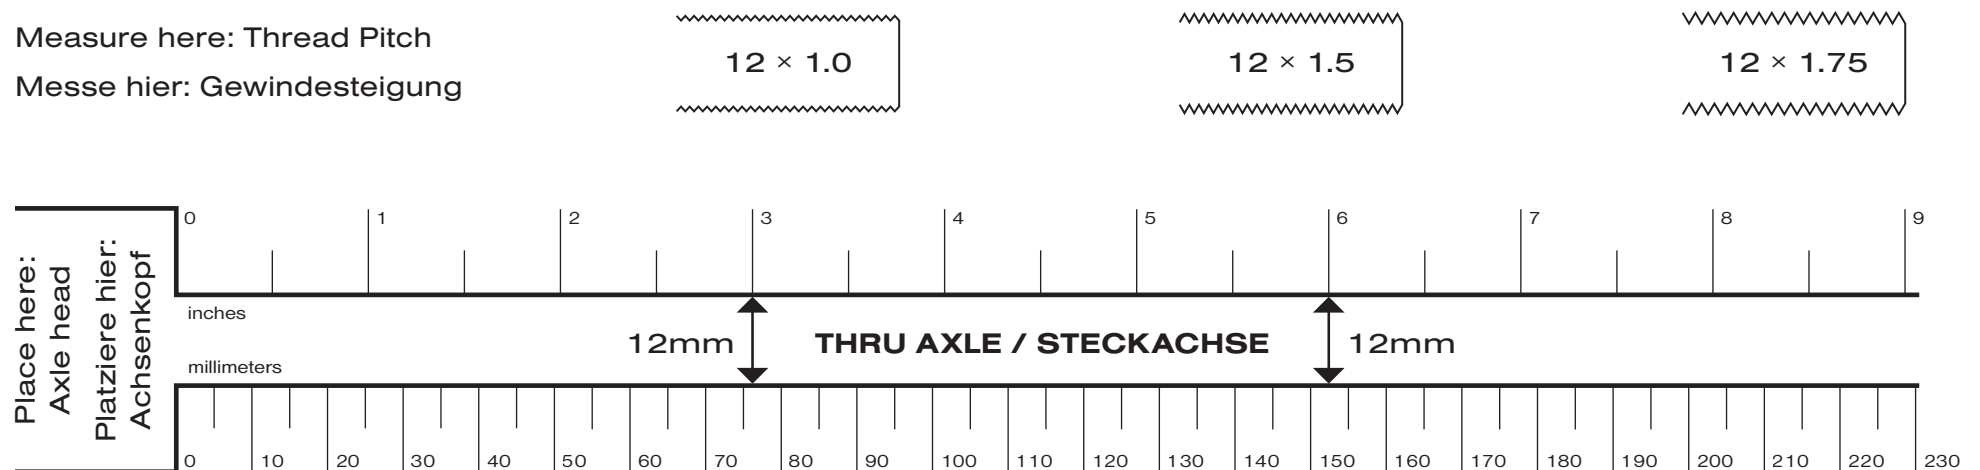 Measure here: Thread Pitch
Messe hier: Gewindesteigung
12 × 1.0
12 × 1.5
12 × 1.75
Place here:
Axle head
Platziere hier:
Achsenkopf
0 1 2 3 4 5 6 7 8 9
inches
12mm THRU AXLE / STECKACHSE 12mm
millimeters
0 10 20 30 40 50 60 70 80 90 100 110 120 130 140 150 160 170 180 190 200 210 220 230